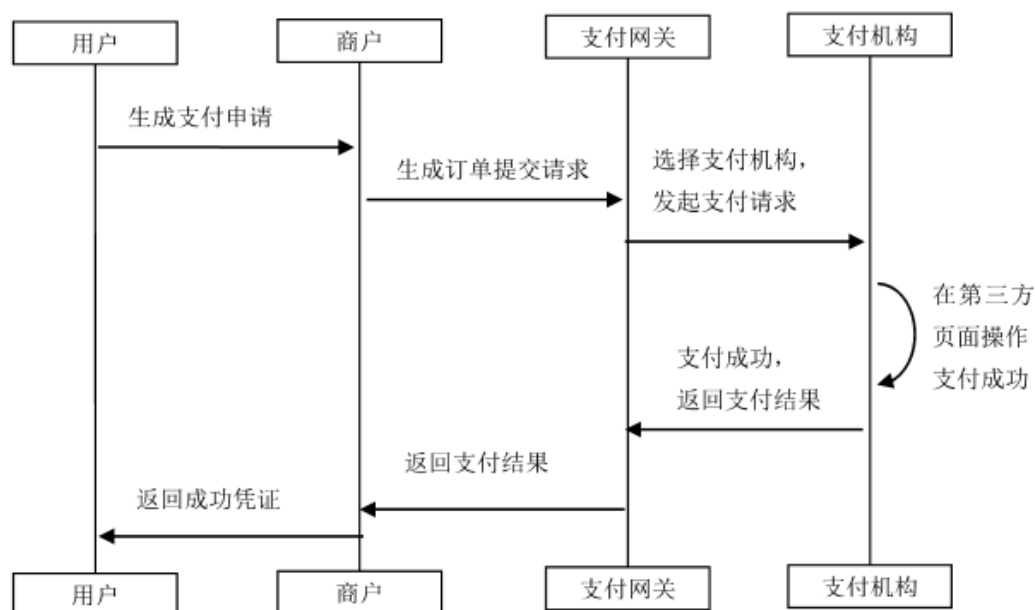 用户
商户
支付网关
支付机构
生成支付申请
生成订单提交请求
选择支付机构，
发起支付请求
在第三方
页面操作
支付成功
支付成功，
返回支付结果
返回支付结果
返回成功凭证
用户
商户
支付网关
支付机构